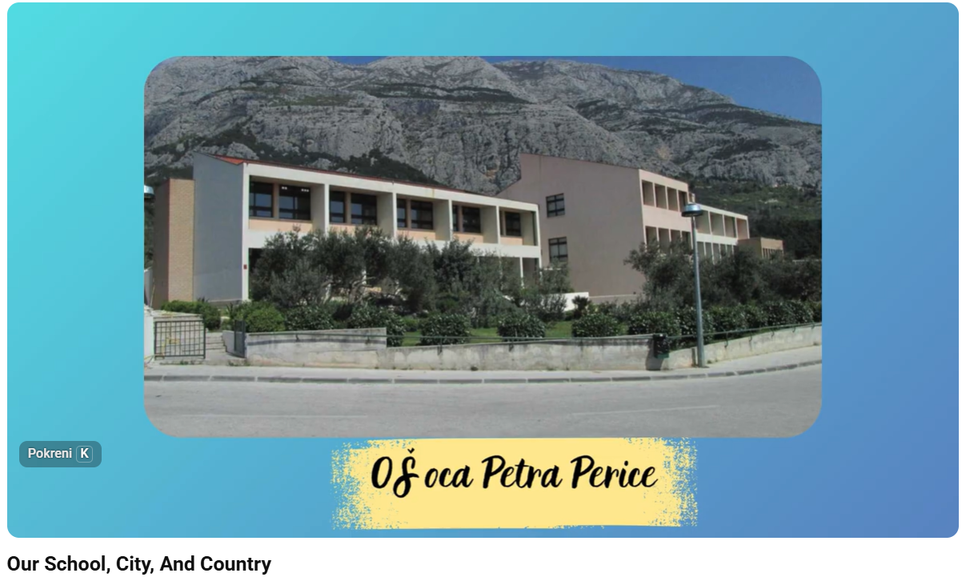 Pokreni K
OŠ oca Petra Perice
Our School, City, And Country